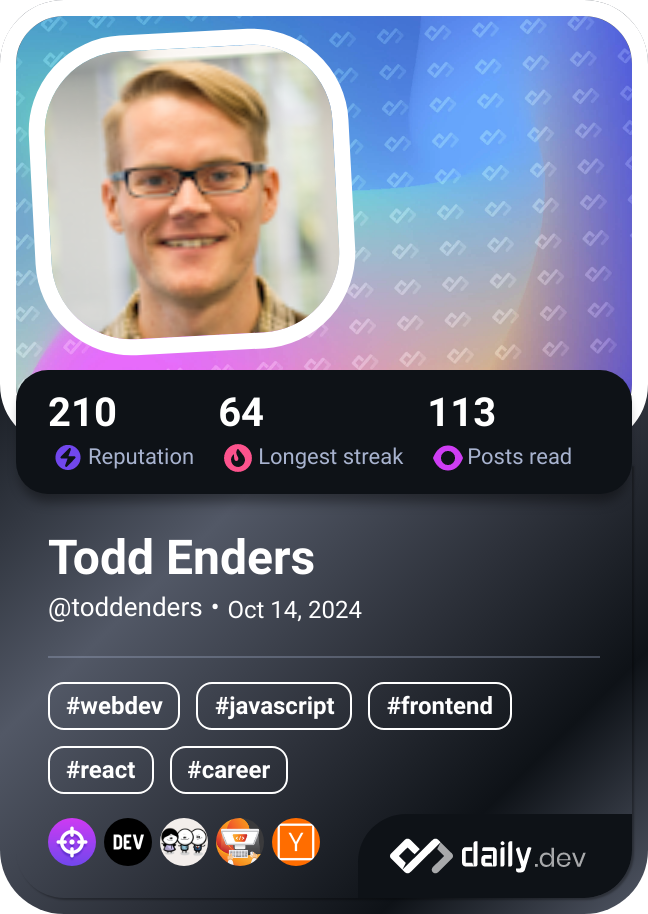 210 64 113
Reputation Longest streak Posts read
Todd Enders
@toddenders • Oct 14, 2024
#webdev #javascript #frontend
#react #career
DEV Y
daily.dev